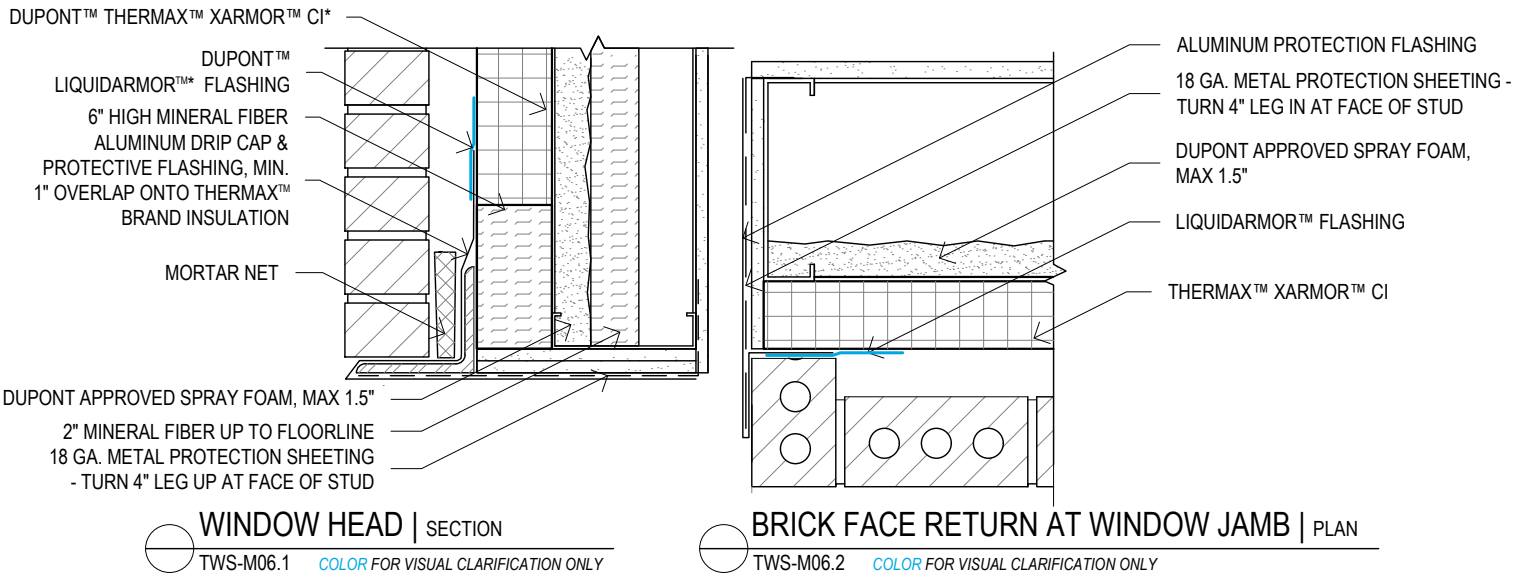 DUPONT™ THERMAX™ XARMOR™ CI*
DUPONT™
LIQUIDARMOR™* FLASHING
6" HIGH MINERAL FIBER
ALUMINUM DRIP CAP &
PROTECTIVE FLASHING, MIN.
1" OVERLAP ONTO THERMAX™
BRAND INSULATION
MORTAR NET
DUPONT APPROVED SPRAY FOAM, MAX 1.5"
2" MINERAL FIBER UP TO FLOORLINE
18 GA. METAL PROTECTION SHEETING
- TURN 4" LEG UP AT FACE OF STUD
WINDOW HEAD | SECTION
TWS-M06.1 COLOR FOR VISUAL CLARIFICATION ONLY
ALUMINUM PROTECTION FLASHING
18 GA. METAL PROTECTION SHEETING -
TURN 4" LEG IN AT FACE OF STUD
DUPONT APPROVED SPRAY FOAM,
MAX 1.5"
LIQUIDARMOR™ FLASHING
THERMAX™ XARMOR™ CI
BRICK FACE RETURN AT WINDOW JAMB | PLAN
TWS-M06.2 COLOR FOR VISUAL CLARIFICATION ONLY